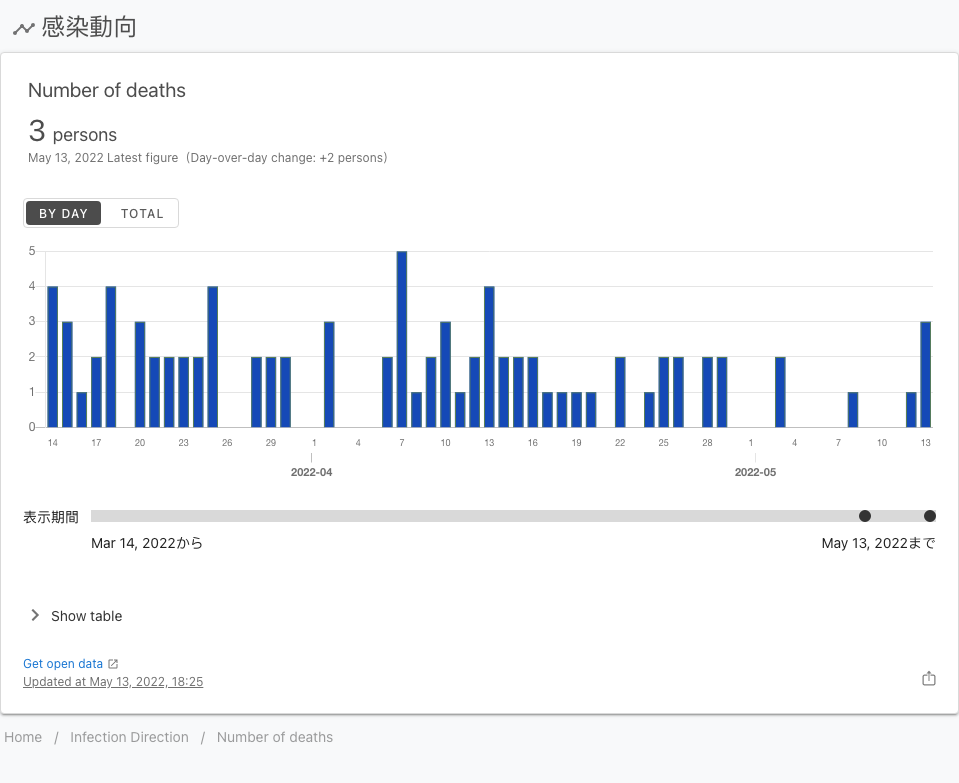 感染動向
Number of deaths
3 persons
May 13, 2022 Latest figure (Day-over-day change: +2 persons)
BY DAY TOTAL
5
4
3
2
1
0
14 17 20 23 26 29 1 4 7 10 13 16 19 22 25 28 1 4 7 10 13
2022-04 2022-05
表示期間
Mar 14, 2022から May 13, 2022まで
Show table
Get open data
Updated at May 13, 2022, 18:25
Home / Infection Direction / Number of deaths